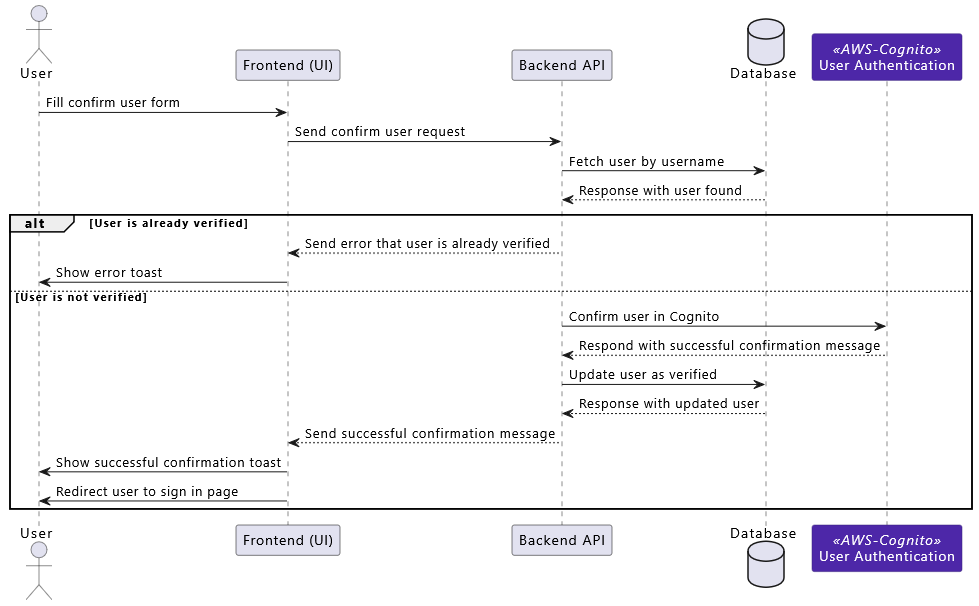 User
Frontend (UI)
Backend API
Database
«AWS-Cognito»
User Authentication
Fill confirm user form
Send confirm user request
Fetch user by username
Response with user found
alt
[User is already verified]
Send error that user is already verified
Show error toast
[User is not verified]
Confirm user in Cognito
Respond with successful confirmation message
Update user as verified
Response with updated user
Send successful confirmation message
Show successful confirmation toast
Redirect user to sign in page
User
Frontend (UI)
Backend API
Database
«AWS-Cognito»
User Authentication